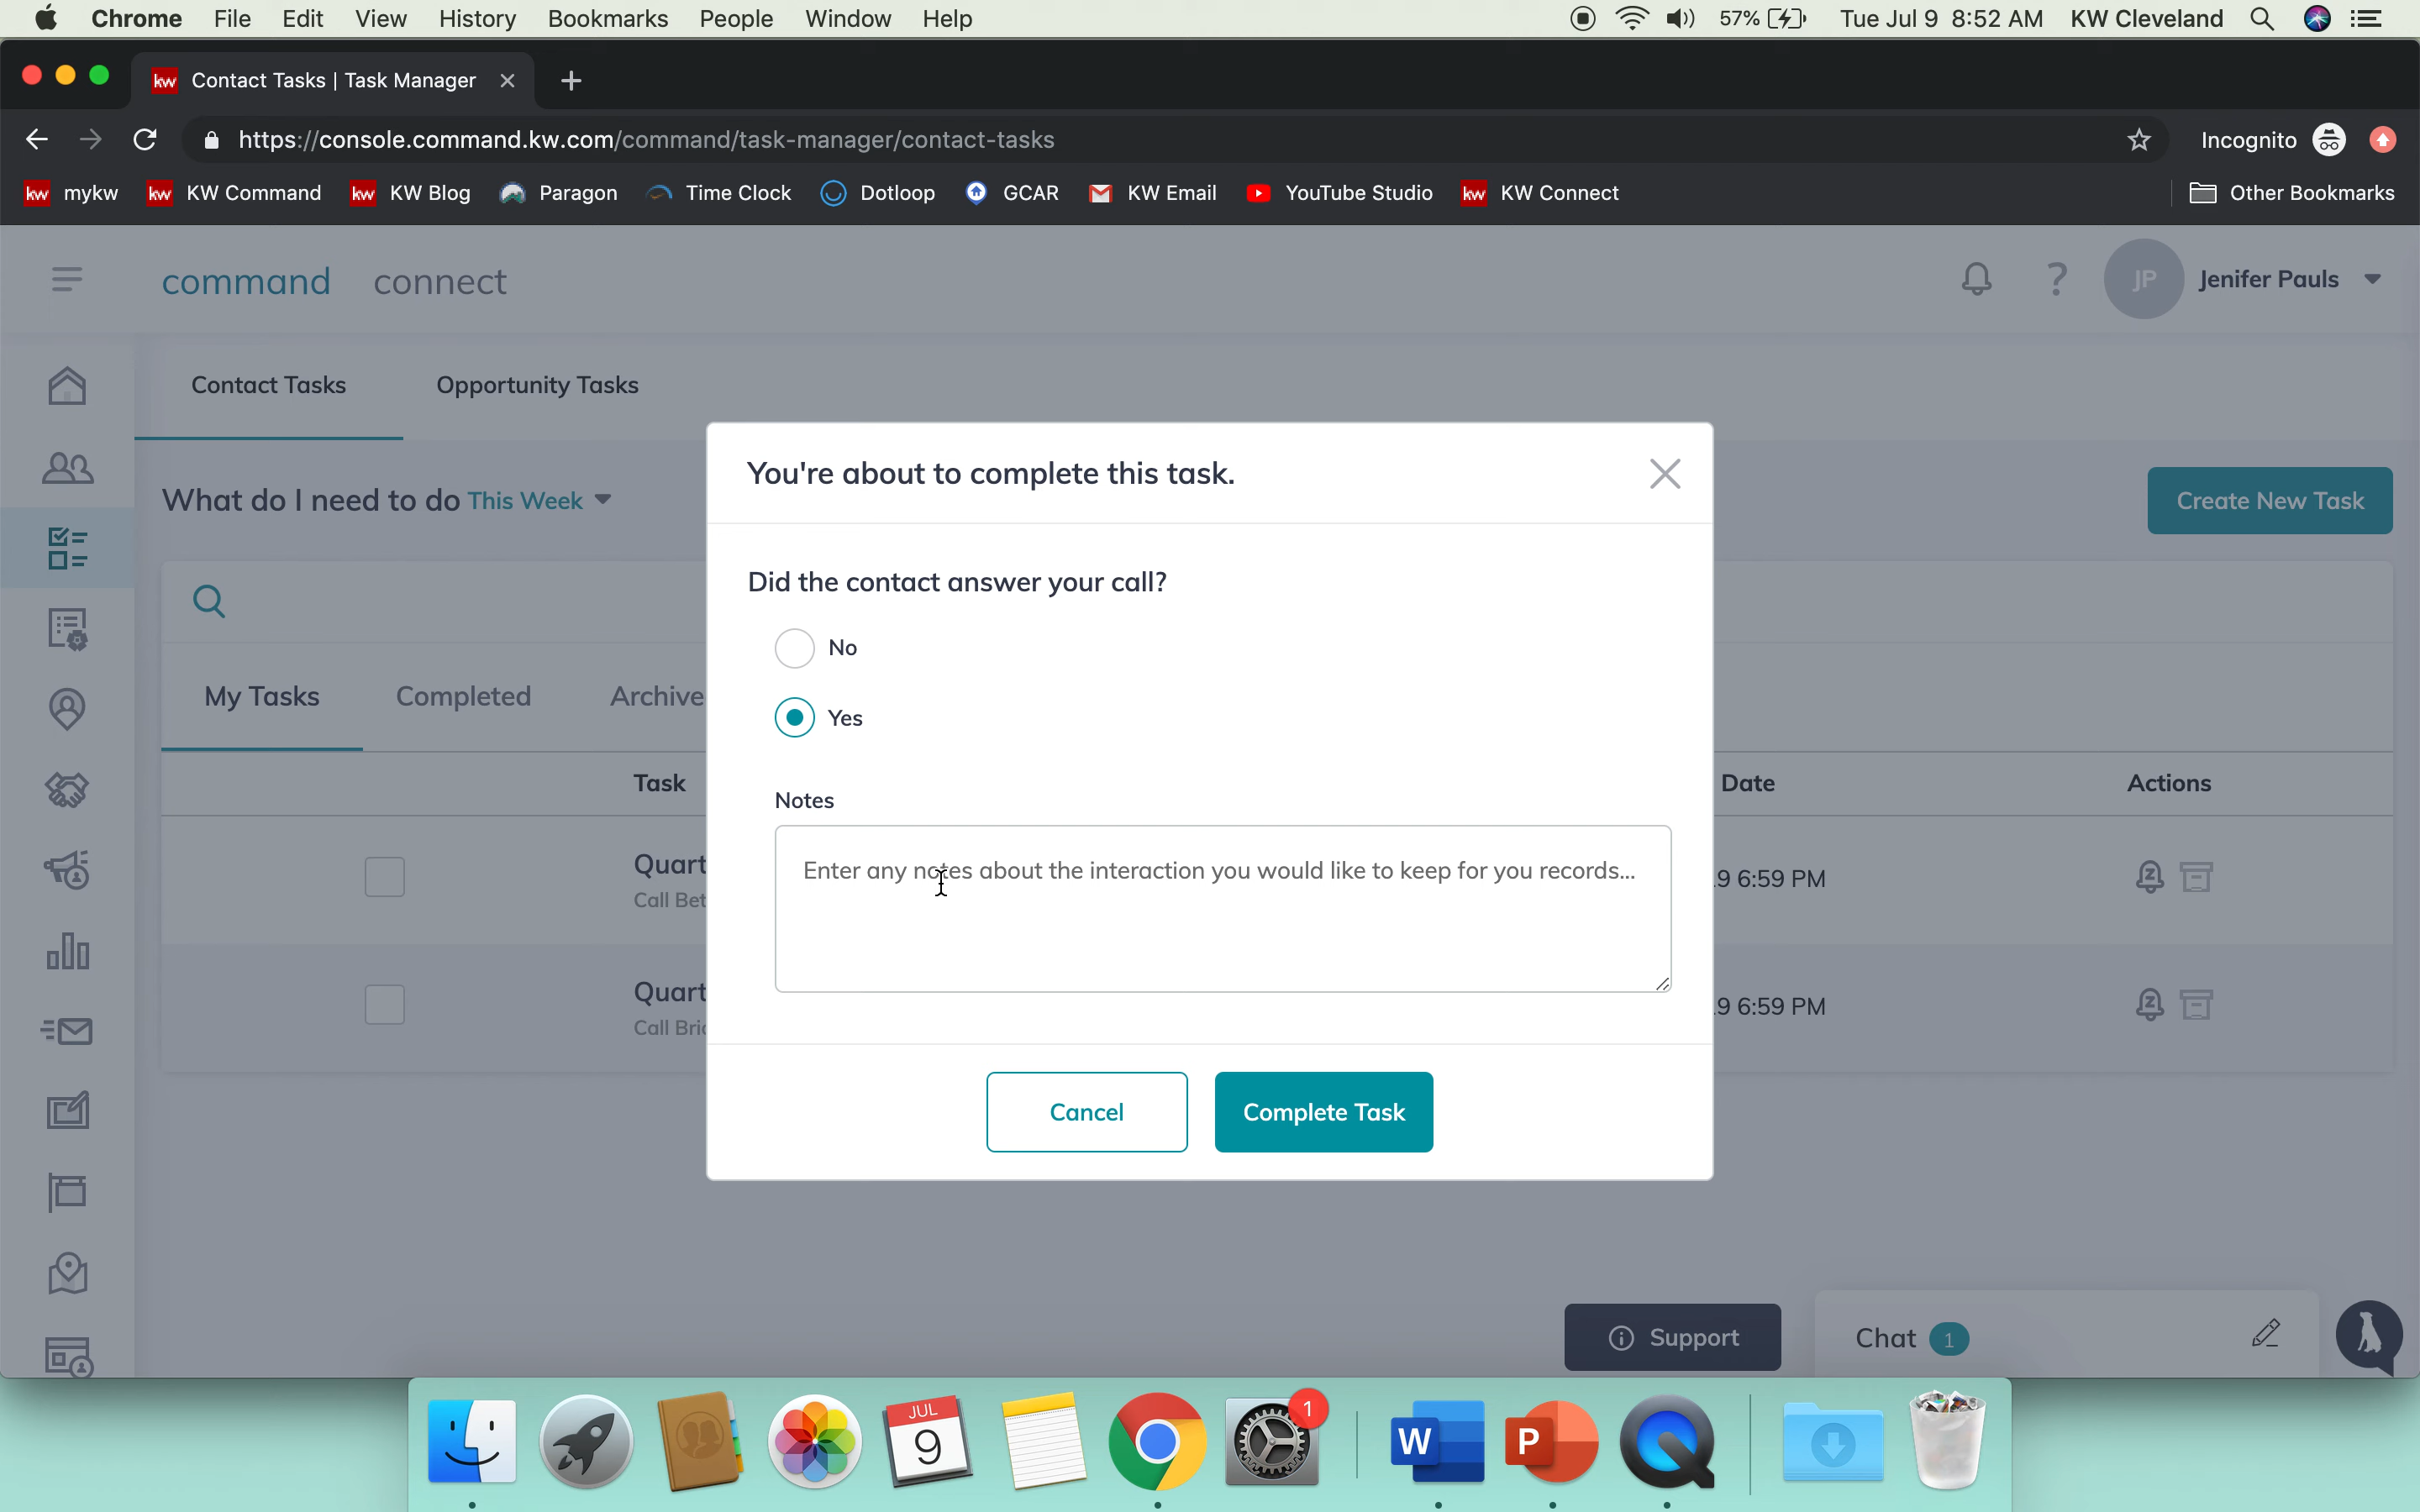 Chrome File Edit View History Bookmarks People Window Help 57% Tue Jul 9 8:52 AM KW Cleveland
kw Contact Tasks | Task Manager
https://console.command.kw.com/command/task-manager/contact-tasks Incognito
kw mykw kw KW Command kw KW Blog Paragon Time Clock Dotloop GCAR KW Email YouTube Studio kw KW Connect Other Bookmarks
command connect ? JP Jenifer Pauls
Contact Tasks Opportunity Tasks
You're about to complete this task.
What do I need to do This Week Create New Task
Did the contact answer your call?
No
My Tasks Completed Archive
Yes
Task Date Actions
Notes
Quart
Enter any notes about the interaction you would like to keep for you records...
9 6:59 PM
Call Bet
Quart
9 6:59 PM
Call Bri
Cancel Complete Task
Support Chat 1
JUL
9
1
W
P